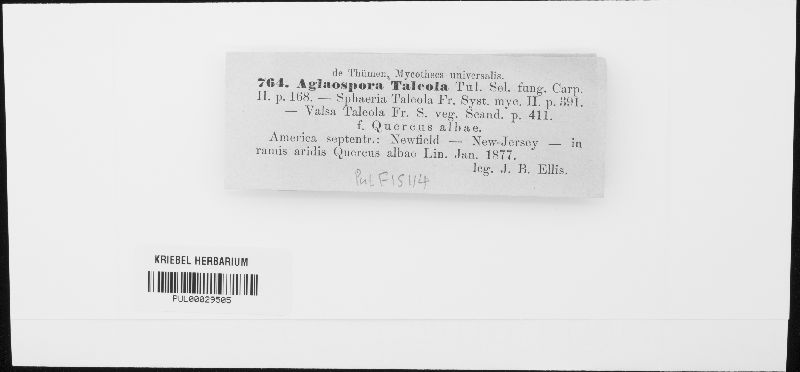 de Thümen, Mycotheca universalis.
764. Aglaospora Taleola Tul. Sel. fung. Carp.
II. p. 168. — Sphaeria Taleola Fr. Syst. myc. II. p. 391.
— Valsa Taleola Fr. S. veg. Scand. p. 411.
f. Quercus albae.
America septentr.: Newfield — New-Jersey — in
ramis aridis Quercus albae Lin. Jan. 1877.
leg. J. B. Ellis.
PUL F15114
KRIEBEL HERBARIUM
PUL00029505